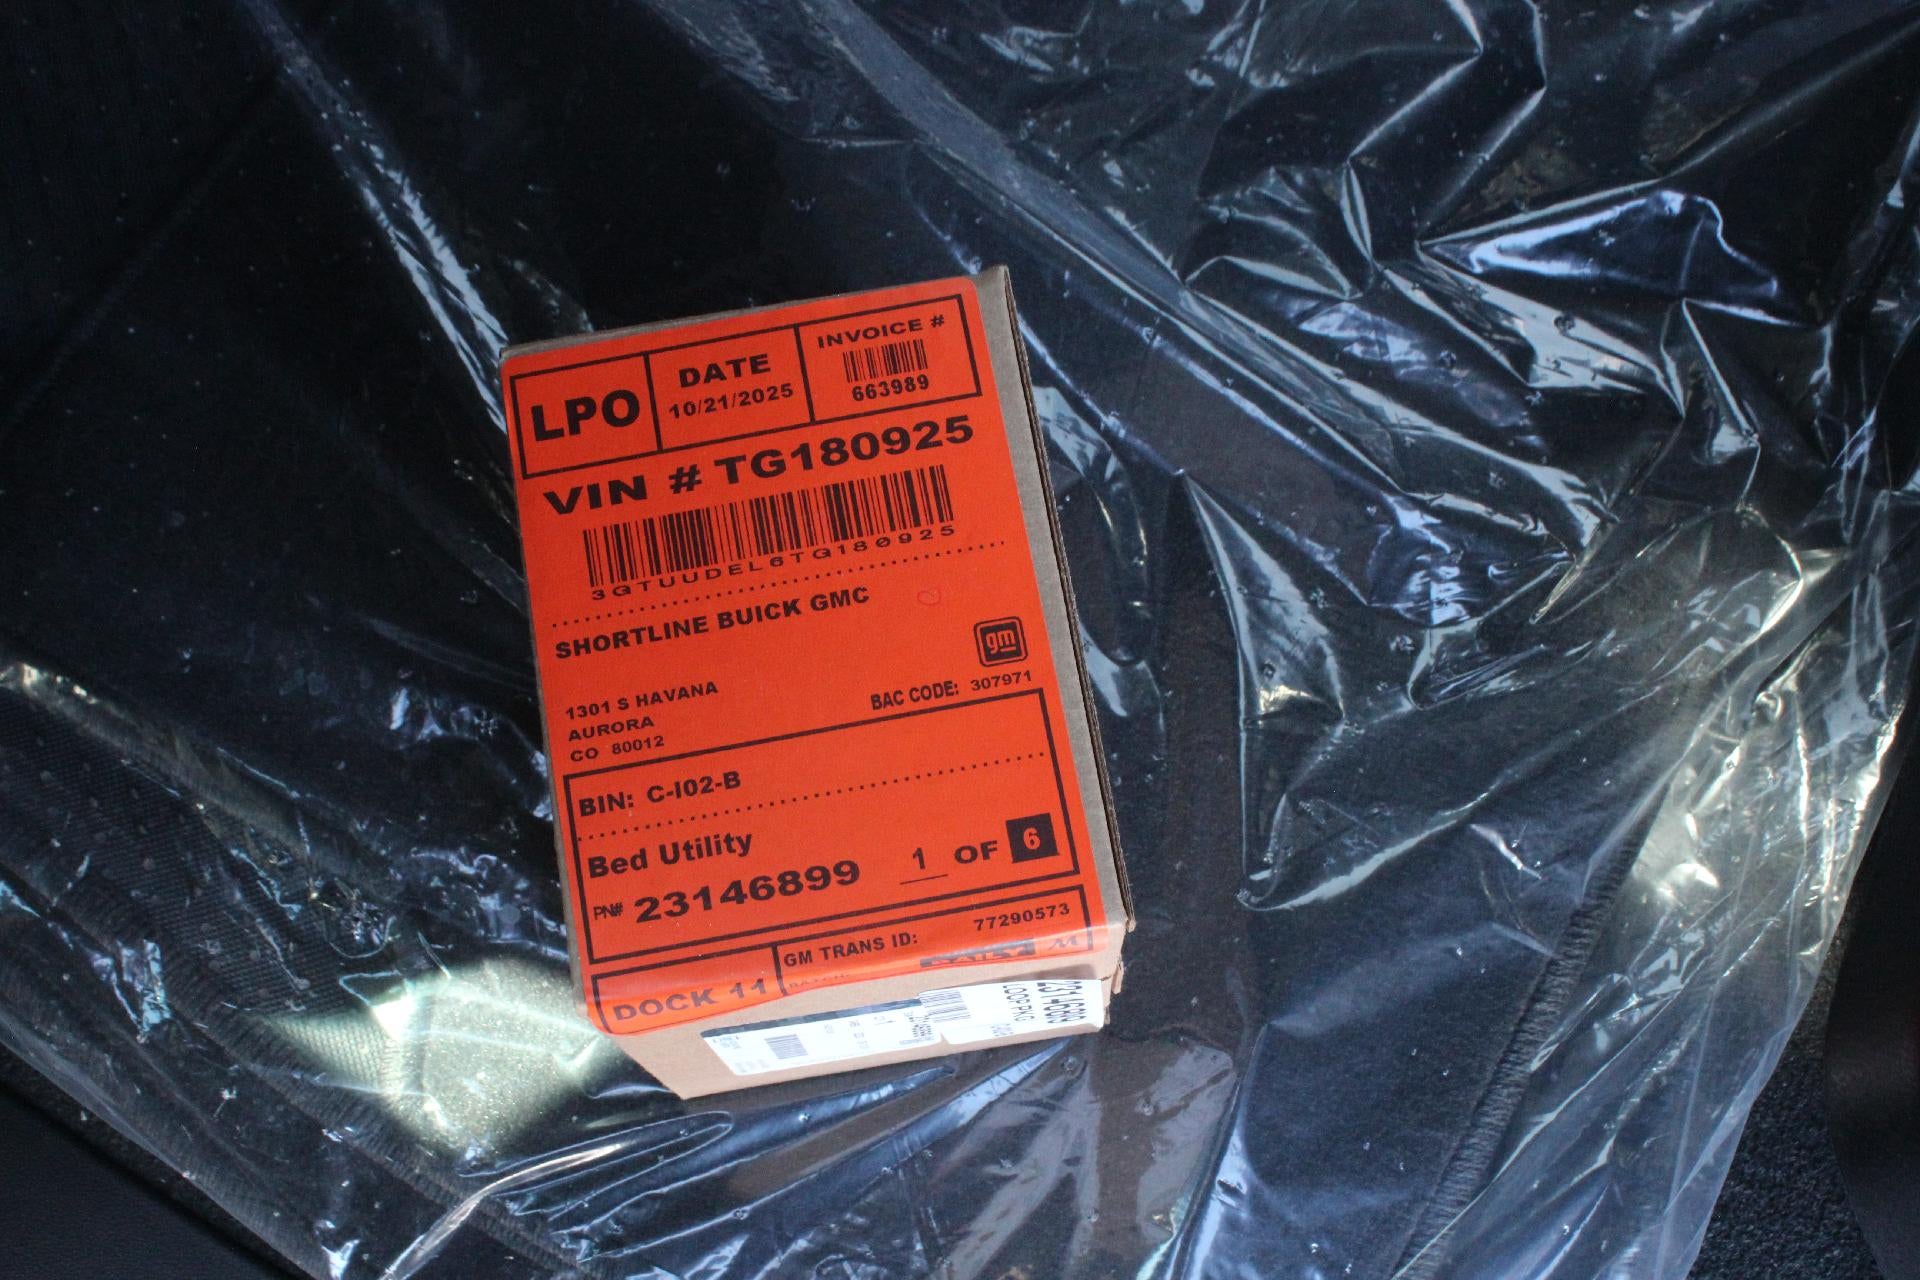 LPO
DATE
10/21/2025
INVOICE #
663989
VIN # TG180925
3GTUUDEL6TG180925
SHORTLINE BUICK GMC
gm
1301 S HAVANA
AURORA
CO 80012
BAC CODE: 307971
BIN: C-I02-B
Bed Utility
PN# 23146899
1 OF 6
DOCK 11
GM TRANS ID: 77290573